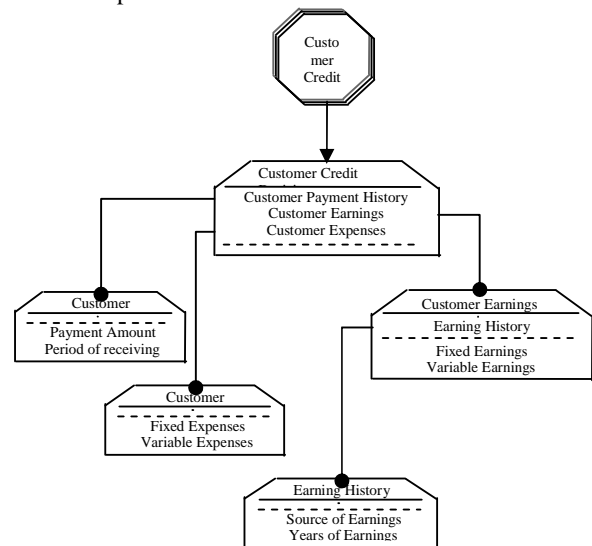 Custo
mer
Credit
Customer Credit
Customer Payment History
Customer Earnings
Customer Expenses
Customer
Payment Amount
Period of receiving
Customer Earnings
Earning History
Fixed Earnings
Variable Earnings
Customer
Fixed Expenses
Variable Expenses
Earning History
Source of Earnings
Years of Earnings